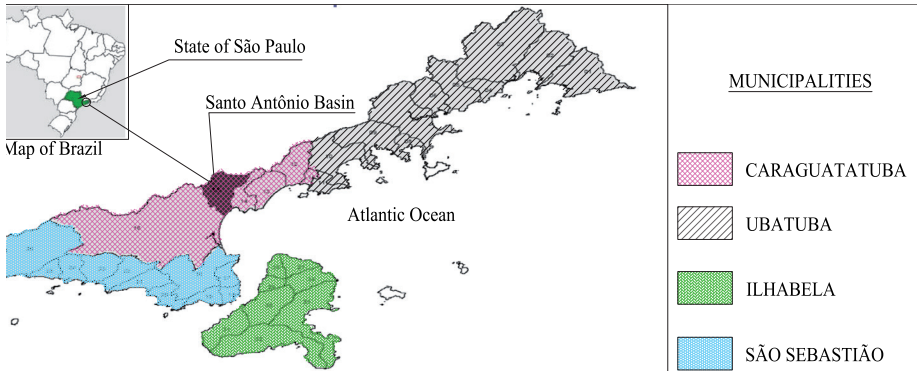 State of São Paulo
Santo Antônio Basin
Map of Brazil
Atlantic Ocean
MUNICIPALITIES
CARAGUATATUBA
UBATUBA
ILHABELA
SÃO SEBASTIÃO